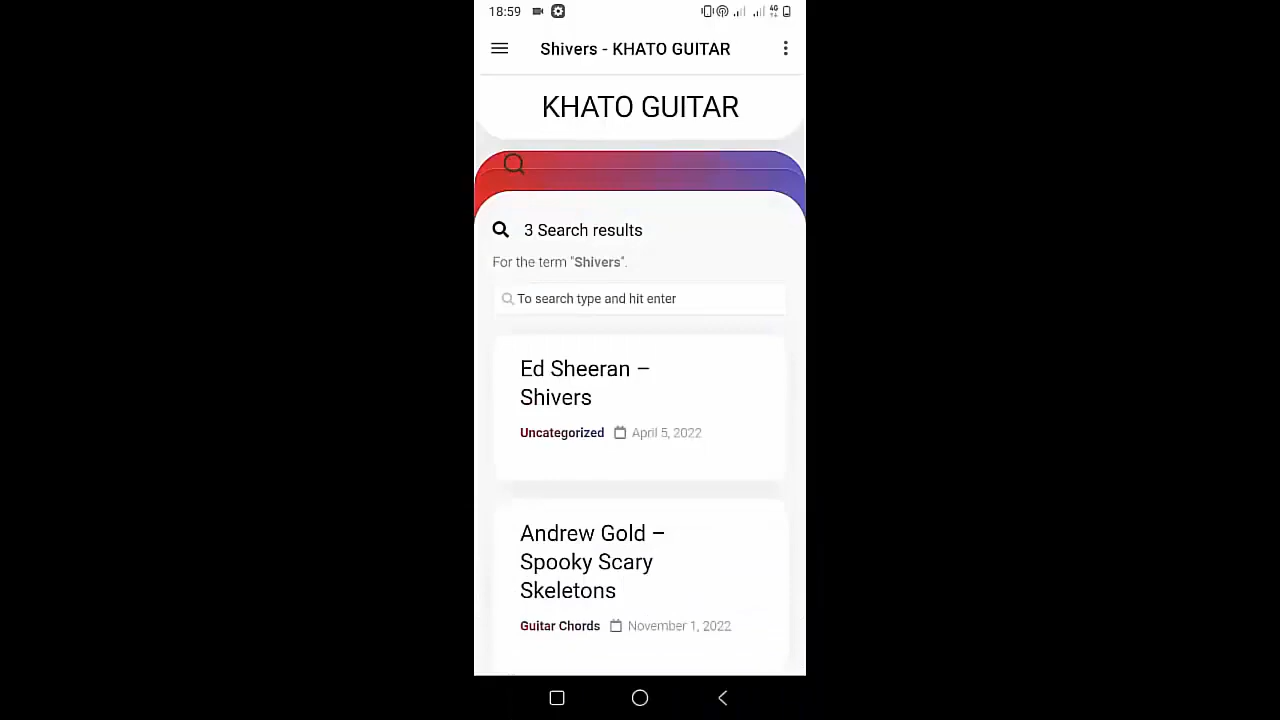 18:59
4G
Shivers - KHATO GUITAR
KHATO GUITAR
3 Search results
For the term "Shivers".
To search type and hit enter
Ed Sheeran –
Shivers
Uncategorized April 5, 2022
Andrew Gold –
Spooky Scary
Skeletons
Guitar Chords November 1, 2022